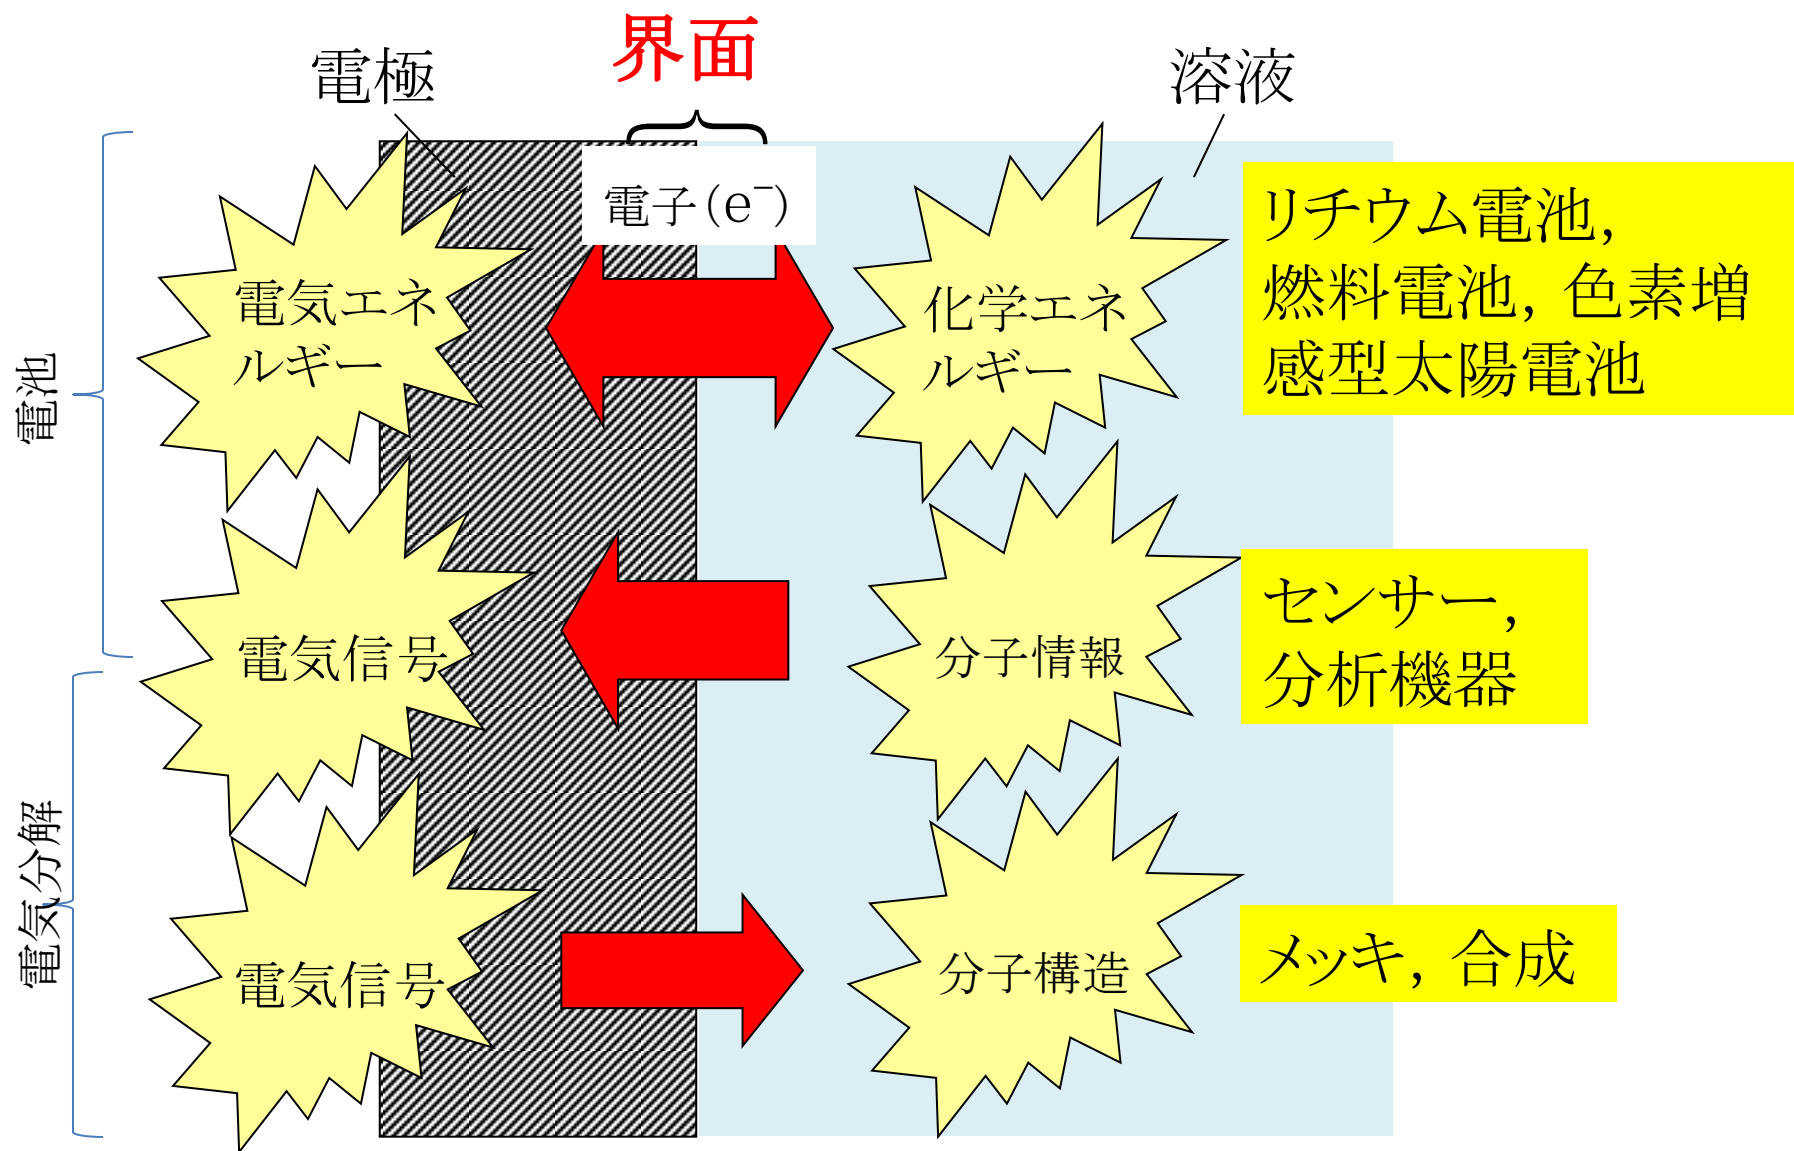 界面
電極
溶液
電子(e⁻)
電気エネ
ルギー
化学エネ
ルギー
リチウム電池,
燃料電池, 色素増
感型太陽電池
電池
電気信号
分子情報
センサー,
分析機器
電気分解
電気信号
分子構造
メッキ, 合成